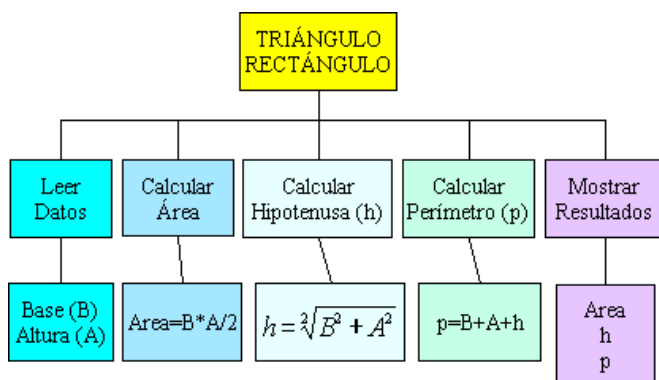 TRIÁNGULO
RECTÁNGULO
Leer
Datos
Calcular
Área
Calcular
Hipotenusa (h)
Calcular
Perímetro (p)
Mostrar
Resultados
Base (B)
Altura (A)
Area=B*A/2
h = ²√(B² + A²)
p=B+A+h
Area
h
p